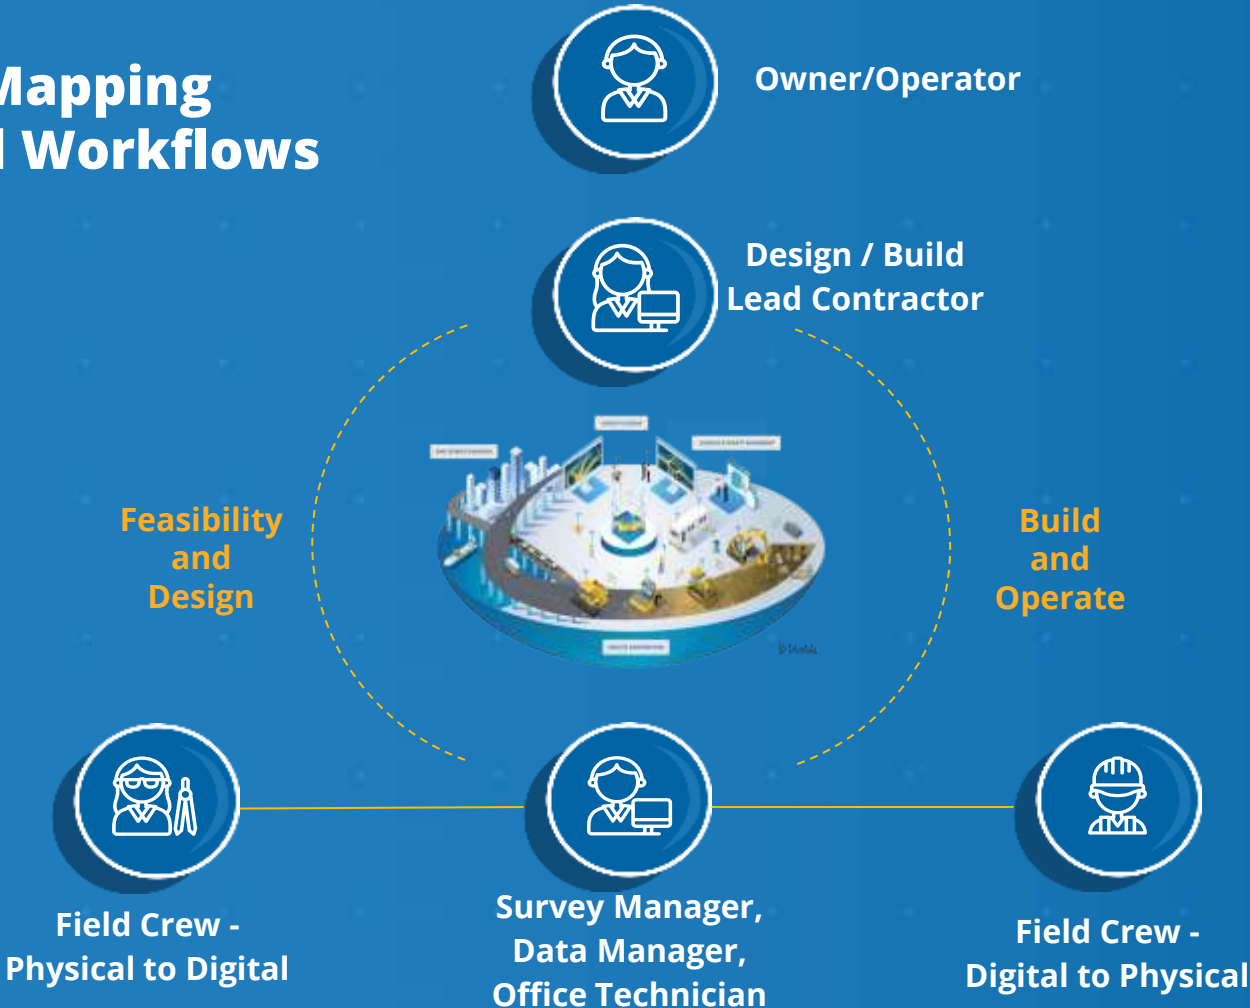 Mapping
Workflows
Owner/Operator
Design / Build
Lead Contractor
Feasibility
and
Design
Build
and
Operate
Field Crew -
Physical to Digital
Survey Manager,
Data Manager,
Office Technician
Field Crew -
Digital to Physical